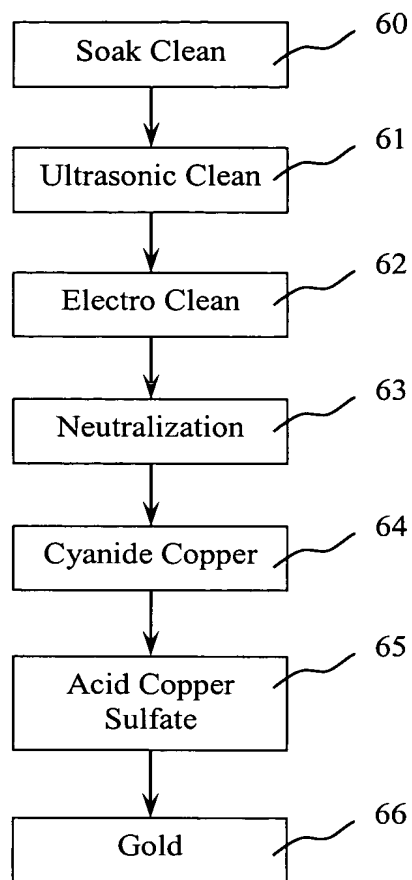 60
Soak Clean
61
Ultrasonic Clean
62
Electro Clean
63
Neutralization
64
Cyanide Copper
65
Acid Copper
Sulfate
66
Gold